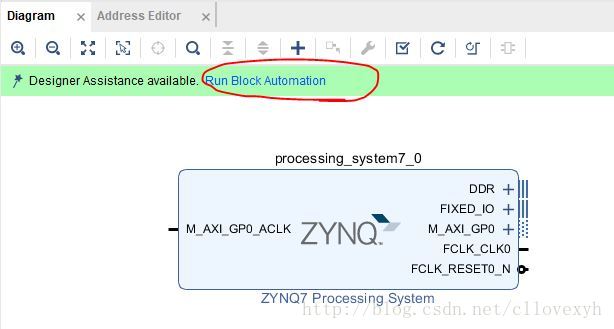 Diagram
Address Editor
Designer Assistance available. Run Block Automation
processing_system7_0
DDR
FIXED_IO
M_AXI_GP0_ACLK
ZYNQ
M_AXI_GP0
FCLK_CLK0
FCLK_RESET0_N
ZYNQ7 Processing System
http://blog.csdn.net/cllovexyh